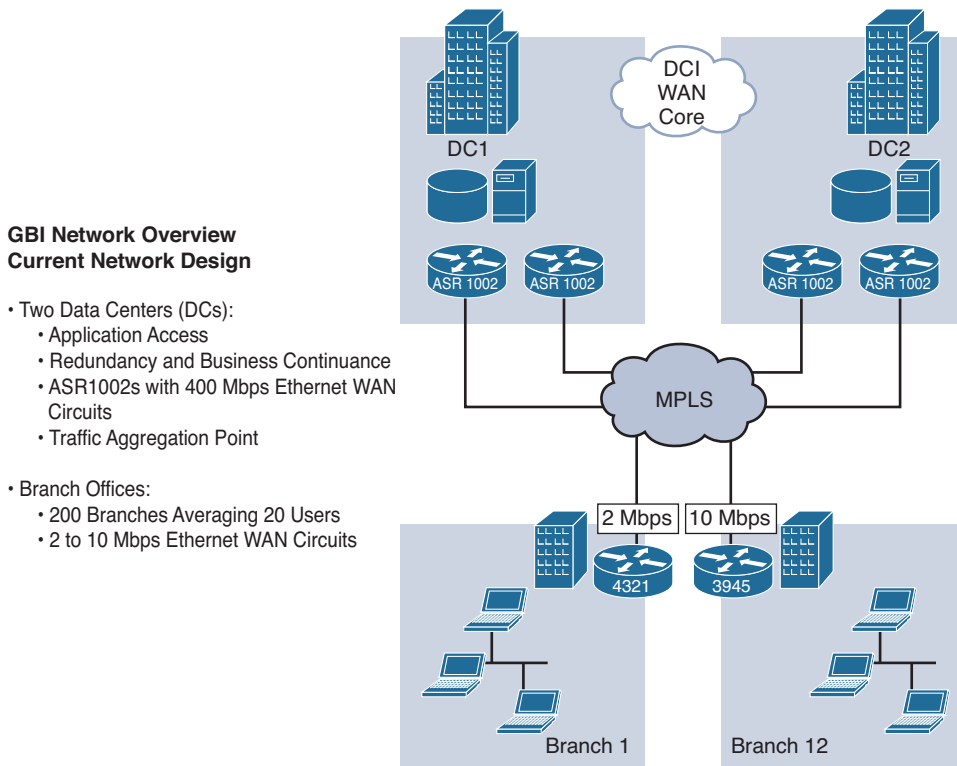 GBI Network Overview
Current Network Design
• Two Data Centers (DCs):
• Application Access
• Redundancy and Business Continuance
• ASR1002s with 400 Mbps Ethernet WAN
Circuits
• Traffic Aggregation Point
• Branch Offices:
• 200 Branches Averaging 20 Users
• 2 to 10 Mbps Ethernet WAN Circuits
DCI
WAN
Core
DC1
DC2
ASR 1002
ASR 1002
ASR 1002
ASR 1002
MPLS
2 Mbps
10 Mbps
4321
3945
Branch 1
Branch 12